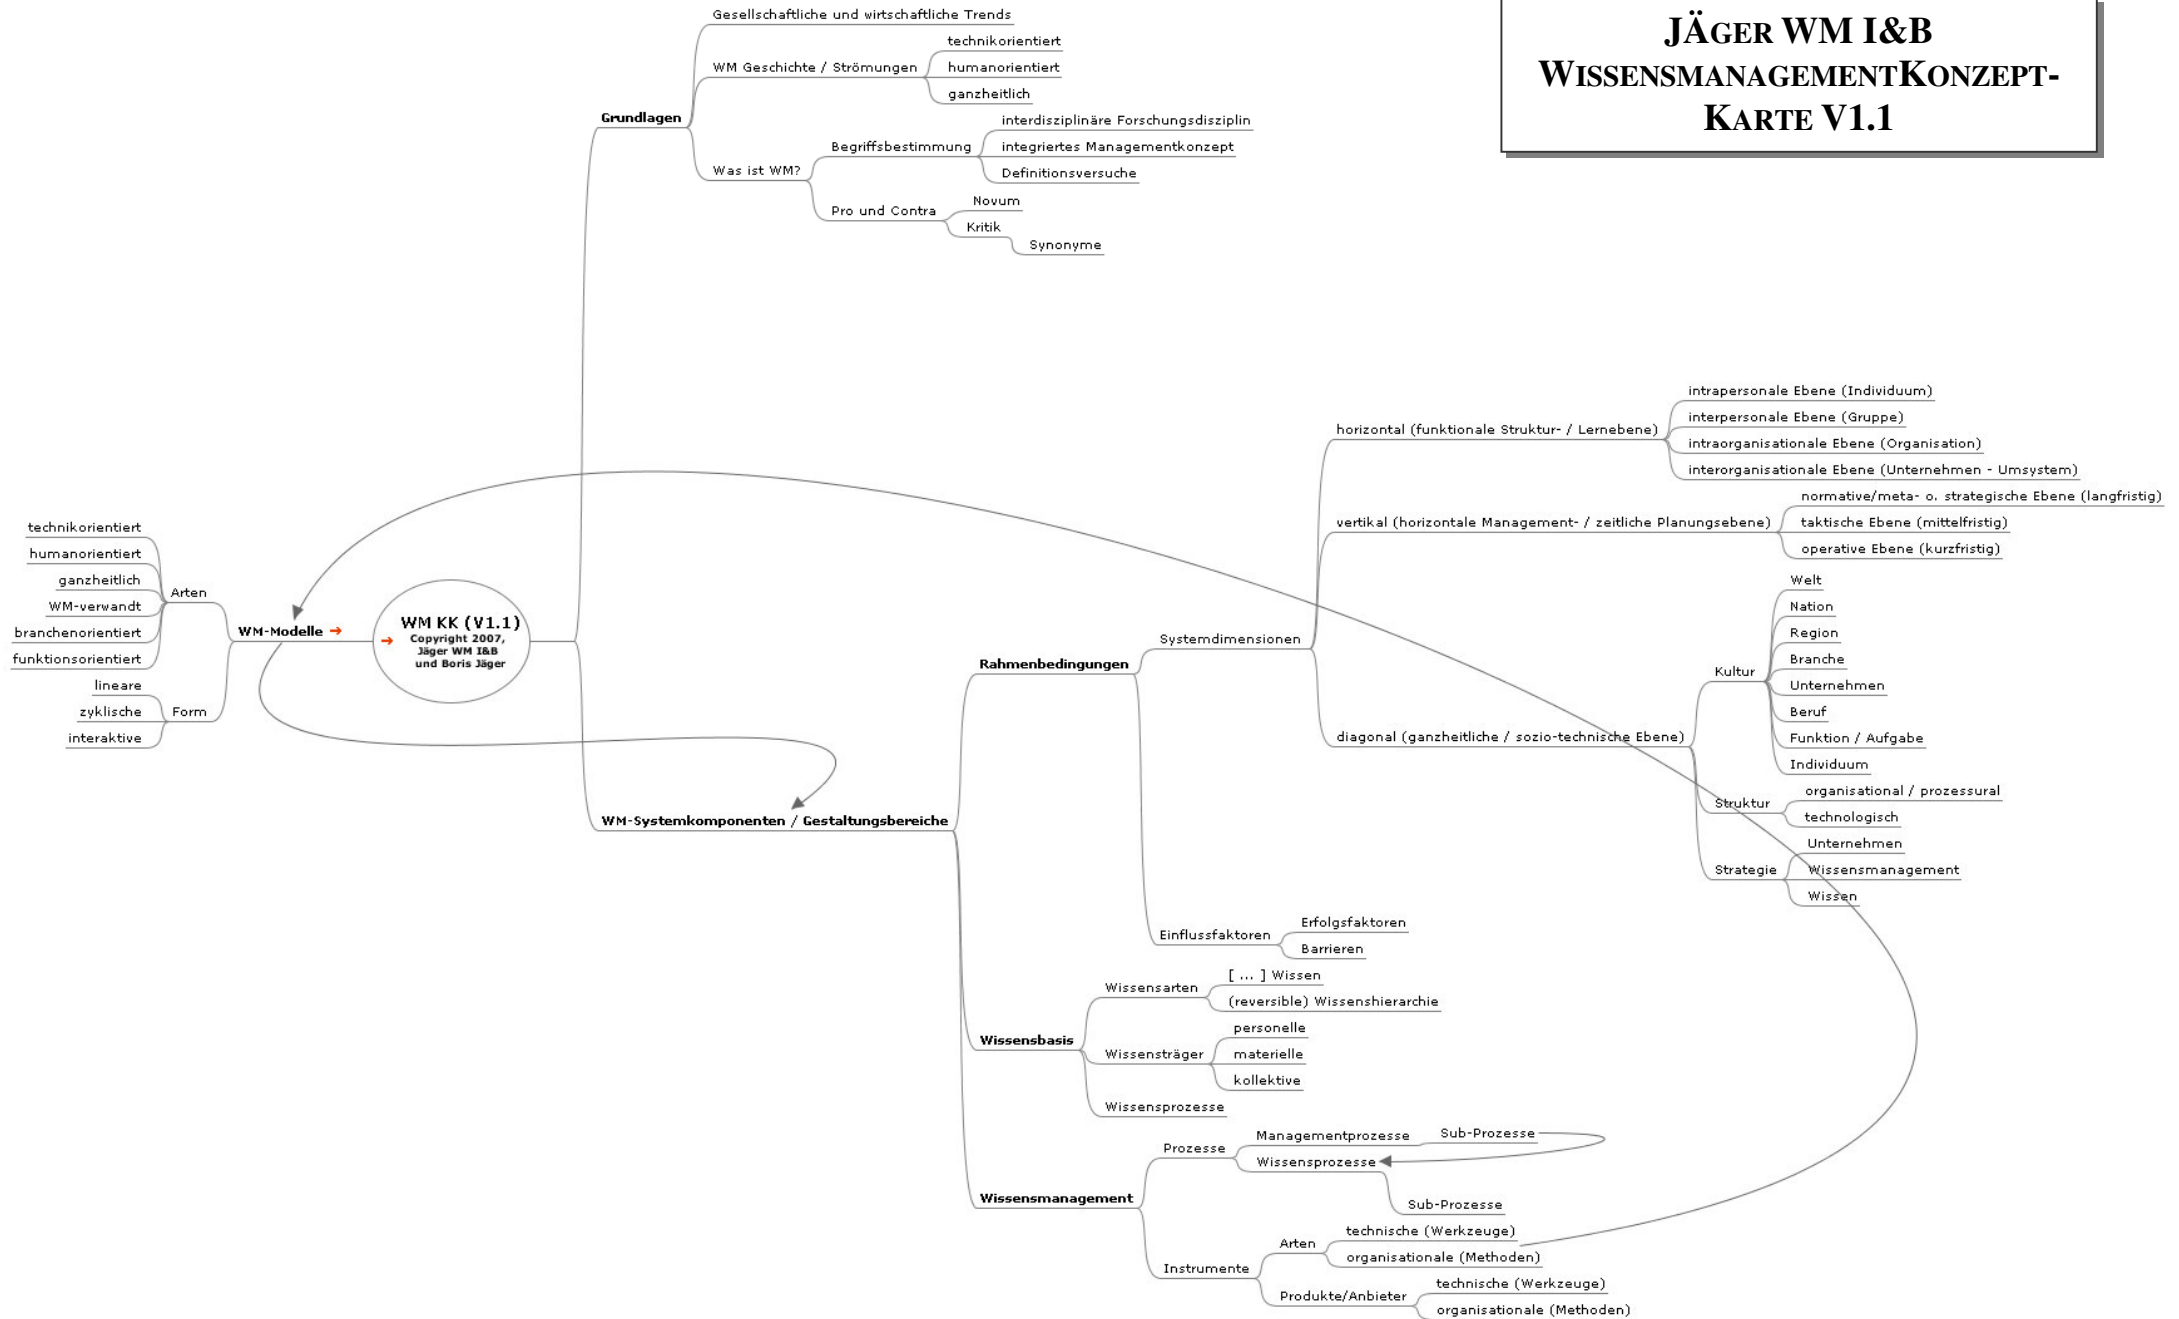 JÄGER WM I&B
WISSENSMANAGEMENTKONZEPT-
KARTE V1.1
Gesellschaftliche und wirtschaftliche Trends
technikorientiert
WM Geschichte / Strömungen
humanorientiert
ganzheitlich
Grundlagen
interdisziplinäre Forschungsdisziplin
Begriffsbestimmung
integriertes Managementkonzept
Was ist WM?
Definitionsversuche
Pro und Contra
Novum
Kritik
Synonyme
technikorientiert
humanorientiert
ganzheitlich
Arten
WM-verwandt
branchenorientiert
funktionsorientiert
WM-Modelle
lineare
zyklische
Form
interaktive
WM KK (V1.1)
Copyright 2007,
Jäger WM I&B
und Boris Jäger
WM-Systemkomponenten / Gestaltungsbereiche
Rahmenbedingungen
Systemdimensionen
horizontal (funktionale Struktur- / Lernebene)
intrapersonale Ebene (Individuum)
interpersonale Ebene (Gruppe)
intraorganisationale Ebene (Organisation)
interorganisationale Ebene (Unternehmen - Umsystem)
vertikal (horizontale Management- / zeitliche Planungsebene)
normative/meta- o. strategische Ebene (langfristig)
taktische Ebene (mittelfristig)
operative Ebene (kurzfristig)
diagonal (ganzheitliche / sozio-technische Ebene)
Kultur
Welt
Nation
Region
Branche
Unternehmen
Beruf
Funktion / Aufgabe
Individuum
Struktur
organisational / prozessural
technologisch
Strategie
Unternehmen
Wissensmanagement
Wissen
Einflussfaktoren
Erfolgsfaktoren
Barrieren
Wissensbasis
Wissensarten
[ ... ] Wissen
(reversible) Wissenshierarchie
Wissensträger
personelle
materielle
kollektive
Wissensprozesse
Wissensmanagement
Prozesse
Managementprozesse
Sub-Prozesse
Wissensprozesse
Sub-Prozesse
Instrumente
Arten
technische (Werkzeuge)
organisationale (Methoden)
Produkte/Anbieter
technische (Werkzeuge)
organisationale (Methoden)